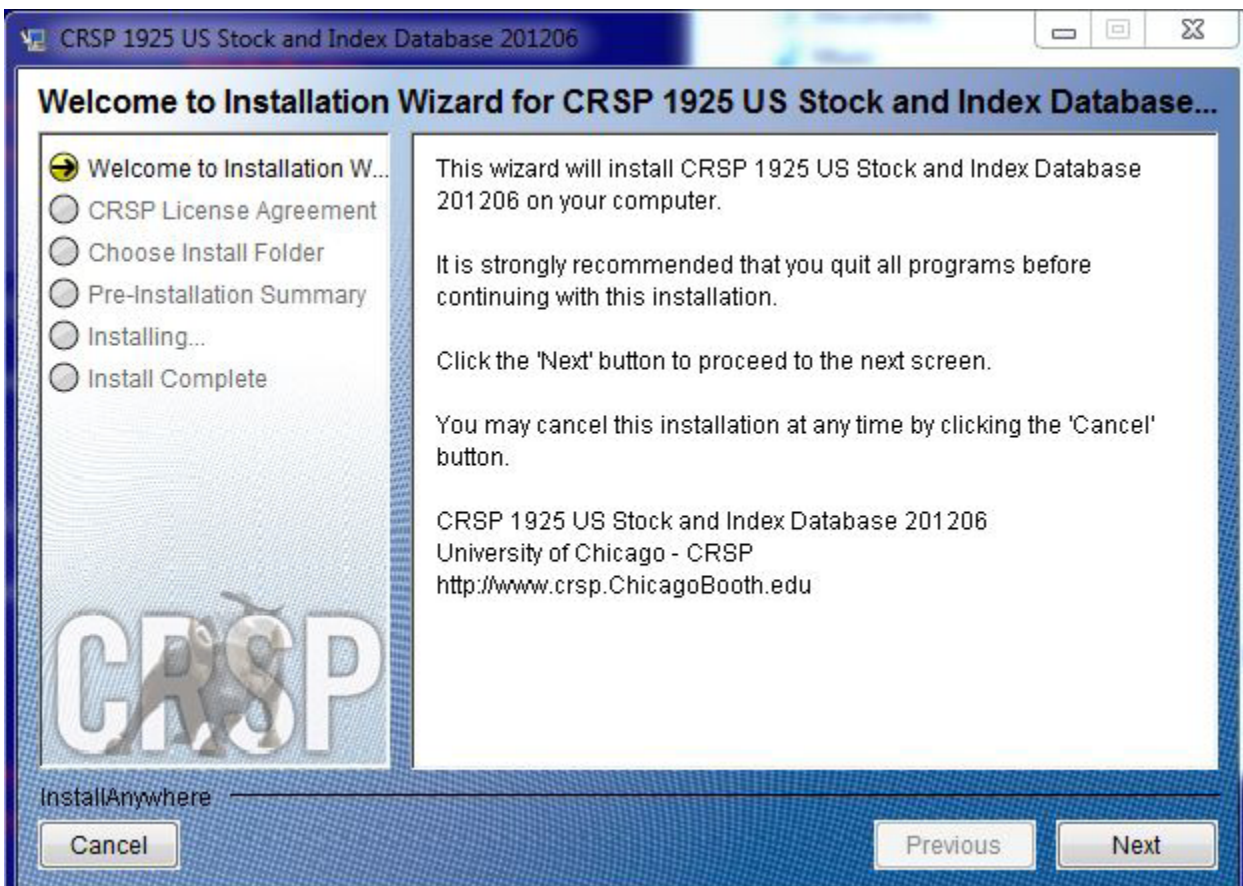 CRSP 1925 US Stock and Index Database 201206
Welcome to Installation Wizard for CRSP 1925 US Stock and Index Database...
Welcome to Installation W...
CRSP License Agreement
Choose Install Folder
Pre-Installation Summary
Installing...
Install Complete
CRSP
This wizard will install CRSP 1925 US Stock and Index Database
201206 on your computer.
It is strongly recommended that you quit all programs before
continuing with this installation.
Click the 'Next' button to proceed to the next screen.
You may cancel this installation at any time by clicking the 'Cancel'
button.
CRSP 1925 US Stock and Index Database 201206
University of Chicago - CRSP
http://www.crsp.ChicagoBooth.edu
InstallAnywhere
Cancel
Previous
Next